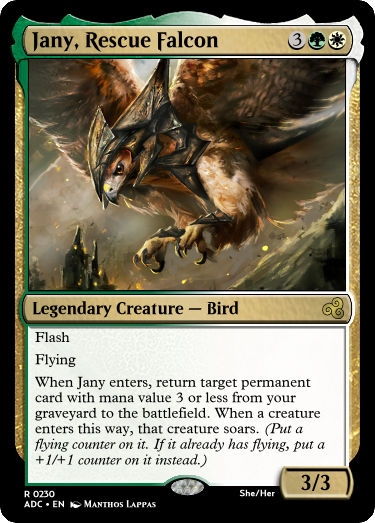 Jany, Rescue Falcon 3
Legendary Creature — Bird
Flash
Flying
When Jany enters, return target permanent
card with mana value 3 or less from your
graveyard to the battlefield. When a creature
enters this way, that creature soars. (Put a
flying counter on it. If it already has flying, put a
+1/+1 counter on it instead.)
3/3
R 0230
She/Her
ADC • EN Manthos Lappas